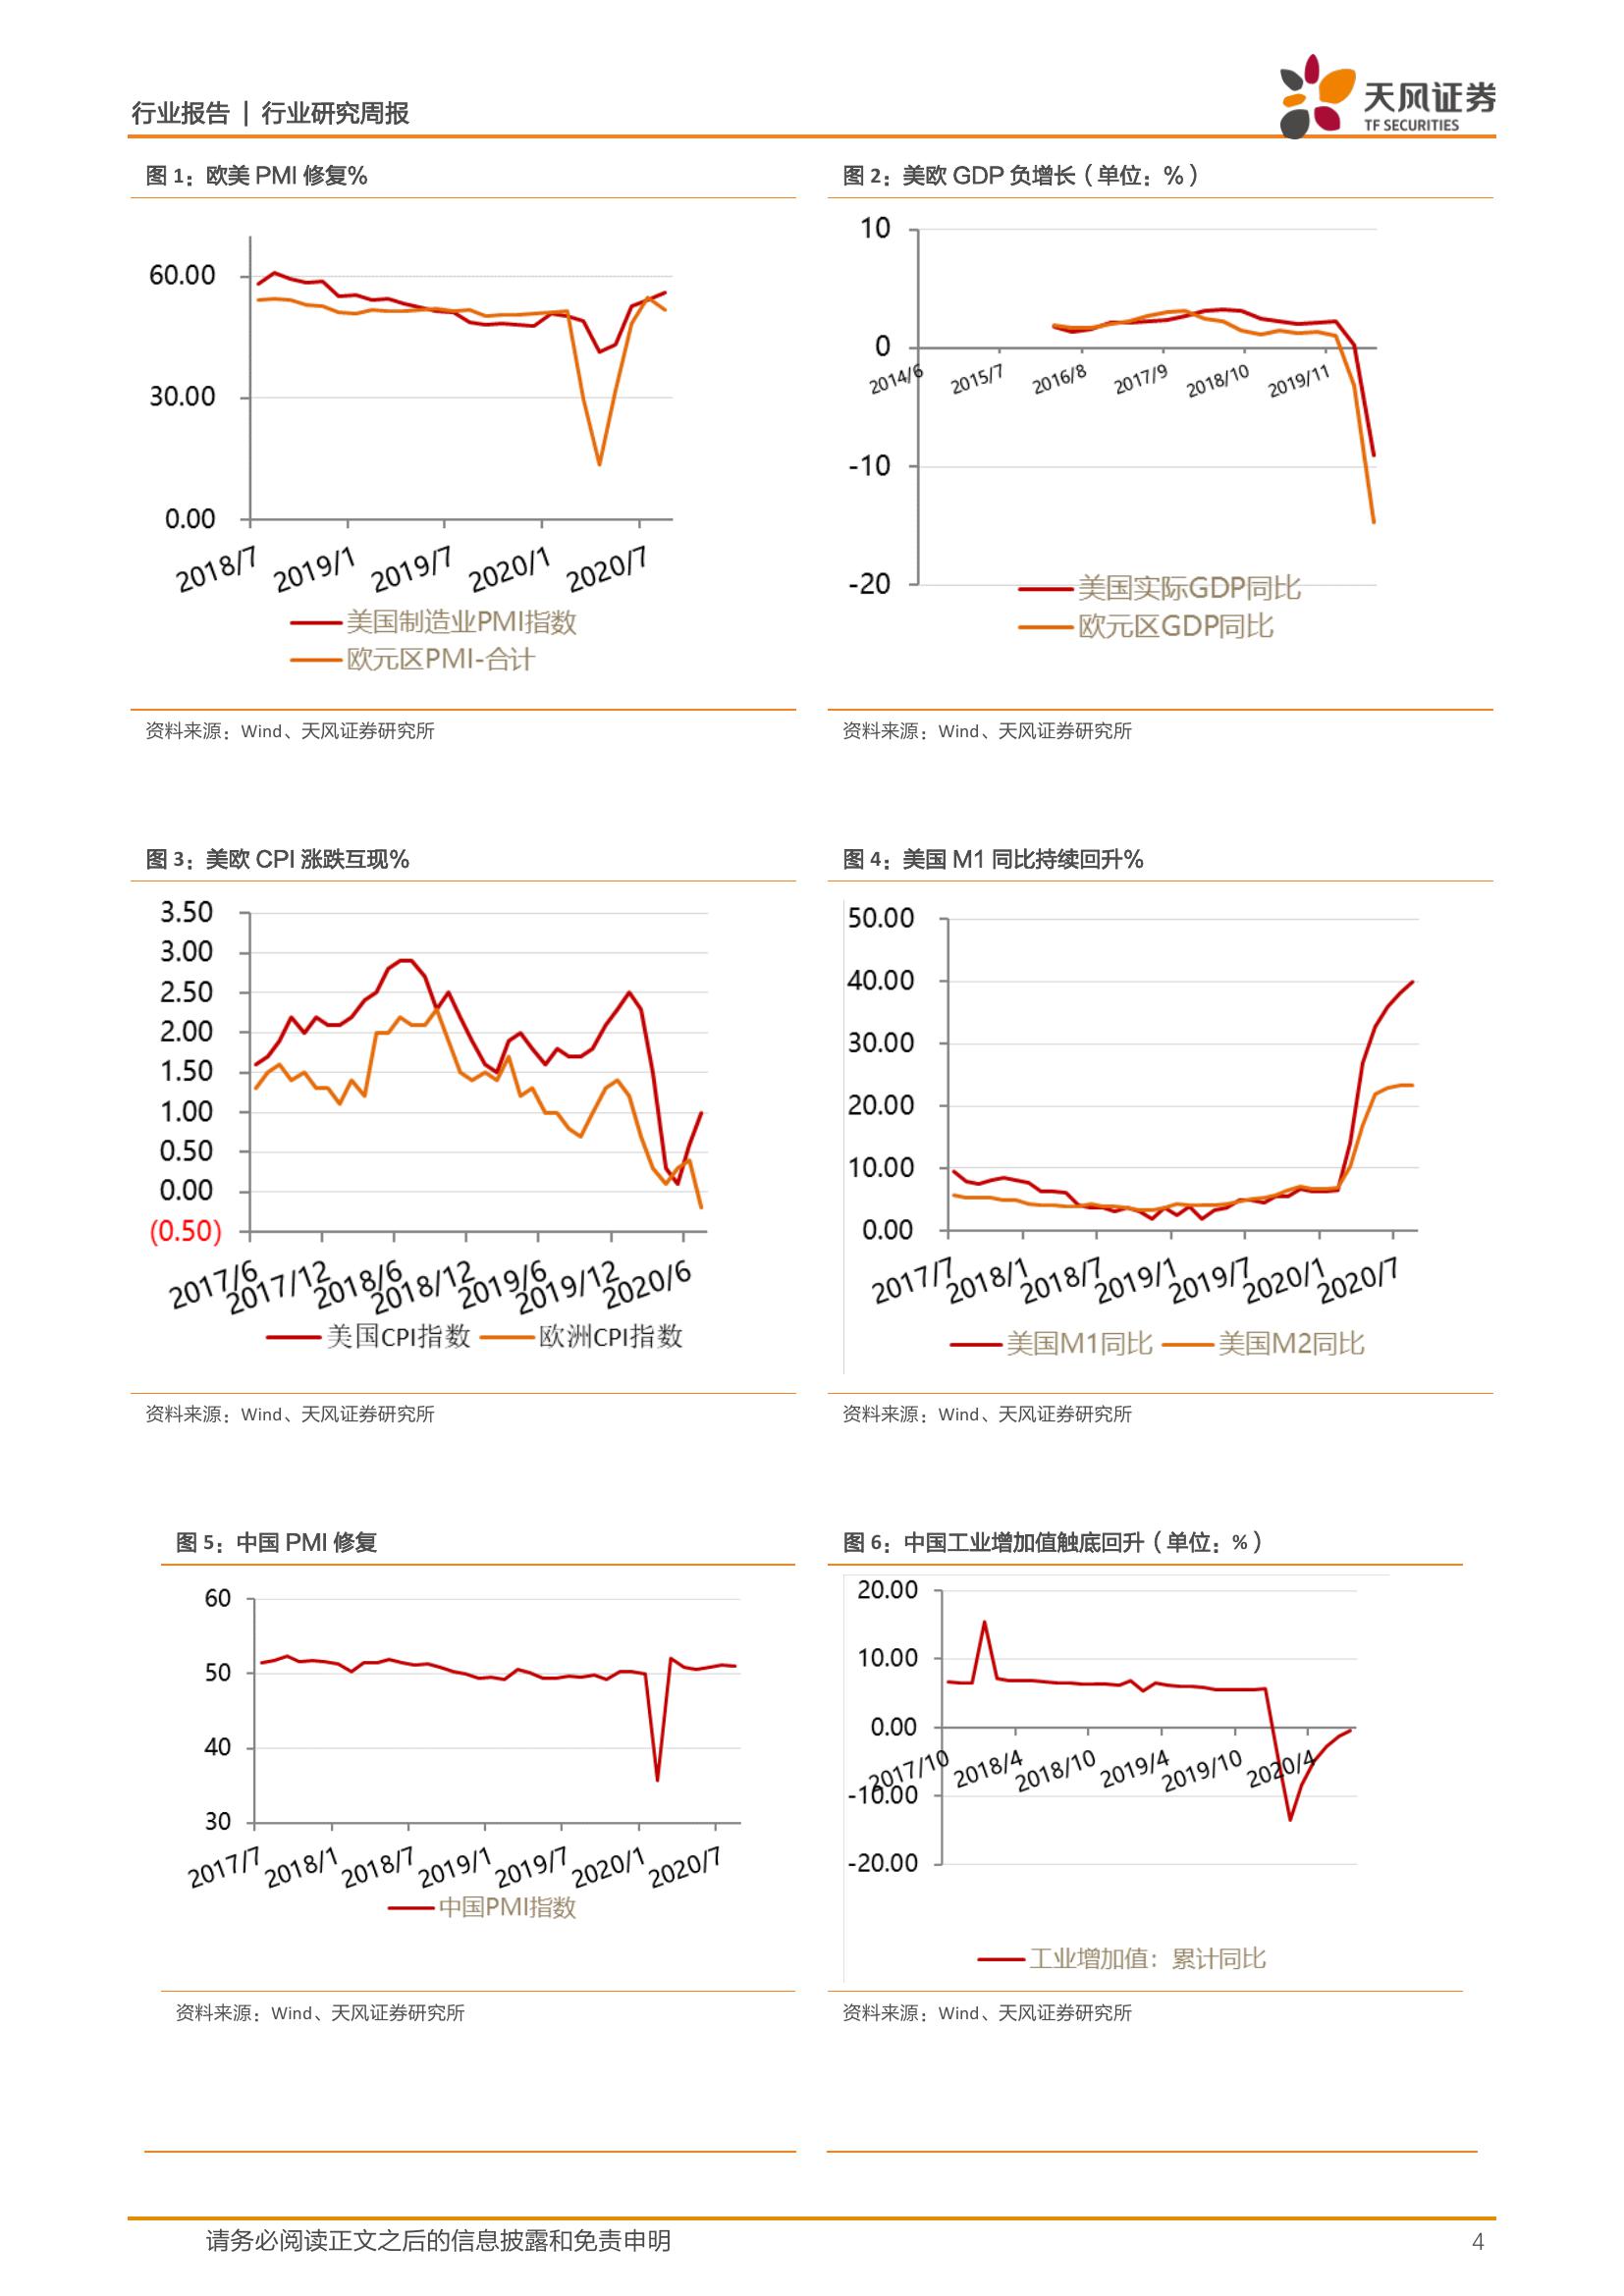 行业报告 | 行业研究周报
天风证券
TF SECURITIES
图 1：欧美 PMI 修复%
60.00
30.00
0.00
2018/7
2019/1
2019/7
2020/1
2020/7
美国制造业PMI指数
欧元区PMI-合计
资料来源：Wind、天风证券研究所
图 2：美欧 GDP 负增长（单位：%）
10
0
-10
-20
2014/6
2015/7
2016/8
2017/9
2018/10
2019/11
美国实际GDP同比
欧元区GDP同比
资料来源：Wind、天风证券研究所
图 3：美欧 CPI 涨跌互现%
3.50
3.00
2.50
2.00
1.50
1.00
0.50
0.00
(0.50)
2017/6
2017/12
2018/6
2018/12
2019/6
2019/12
2020/6
美国CPI指数
欧洲CPI指数
资料来源：Wind、天风证券研究所
图 4：美国 M1 同比持续回升%
50.00
40.00
30.00
20.00
10.00
0.00
2017/7
2018/1
2018/7
2019/1
2019/7
2020/1
2020/7
美国M1同比
美国M2同比
资料来源：Wind、天风证券研究所
图 5：中国 PMI 修复
60
50
40
30
2017/7
2018/1
2018/7
2019/1
2019/7
2020/1
2020/7
中国PMI指数
资料来源：Wind、天风证券研究所
图 6：中国工业增加值触底回升（单位：%）
20.00
10.00
0.00
-10.00
-20.00
2017/10
2018/4
2018/10
2019/4
2019/10
2020/4
工业增加值：累计同比
资料来源：Wind、天风证券研究所
请务必阅读正文之后的信息披露和免责申明
4